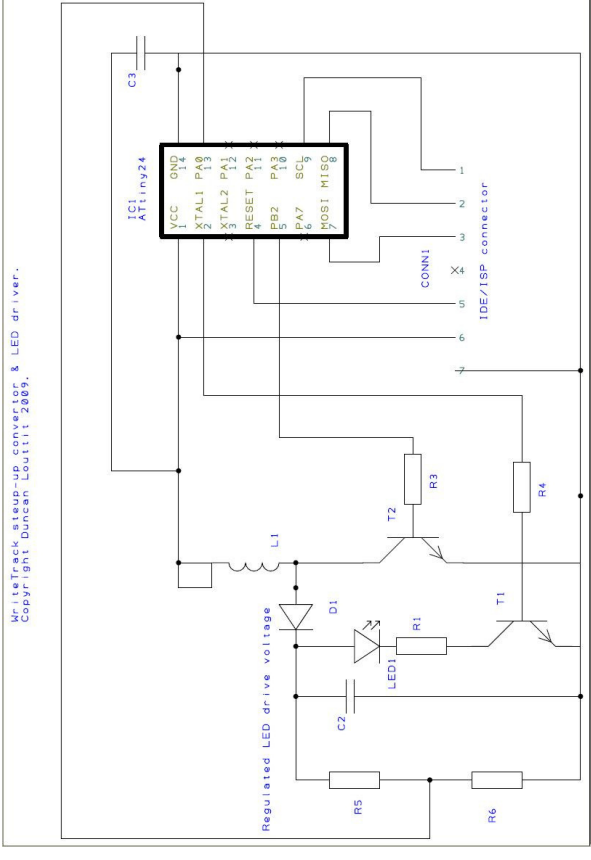 WriteTrack steup-up convertor & LED driver.
Copyright Duncan Louttit 2009.
C3
IC1
ATtiny24
VCC 1
GND 14
XTAL1 2
PA0 13
XTAL2 3
PA1 12
RESET 4
PA2 11
PB2 5
PA3 10
PA7 6
SCL 9
MOSI 7
MISO 8
CONN1
1
2
3
4
5
6
7
IDE/ISP connector
R3
R4
T2
T1
L1
D1
LED1
R1
C2
Regulated LED drive voltage
R5
R6